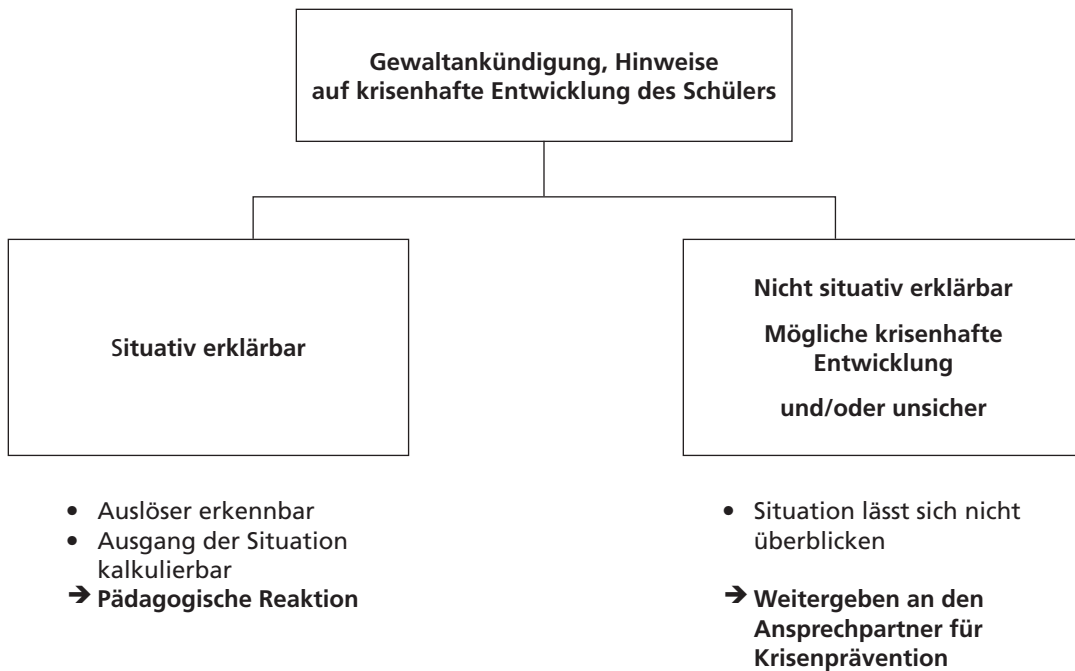 Gewaltankündigung, Hinweise
auf krisenhafte Entwicklung des Schülers
Situativ erklärbar
• Auslöser erkennbar
• Ausgang der Situation
kalkulierbar
➔ Pädagogische Reaktion
Nicht situativ erklärbar
Mögliche krisenhafte
Entwicklung
und/oder unsicher
• Situation lässt sich nicht
überblicken
➔ Weitergeben an den
Ansprechpartner für
Krisenprävention